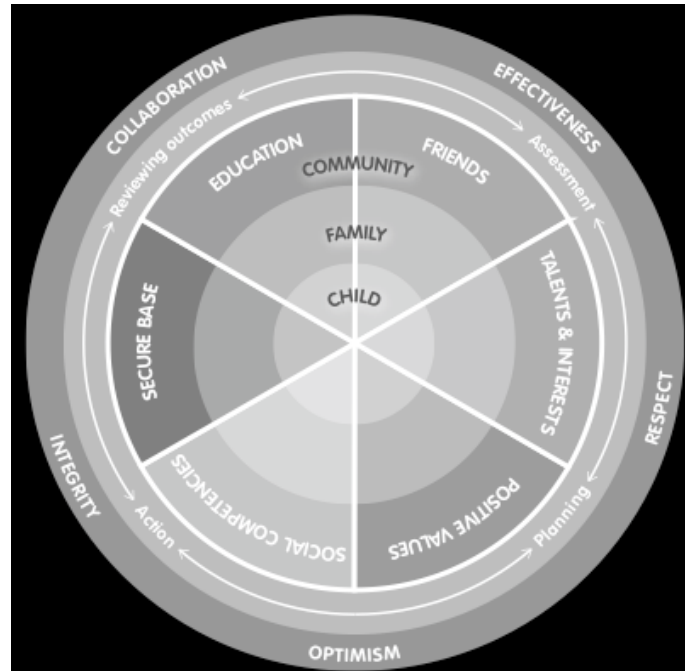 COLLABORATION
EFFECTIVENESS
RESPECT
OPTIMISM
INTEGRITY
Reviewing outcomes
Assessment
Planning
Action
EDUCATION
FRIENDS
TALENTS & INTERESTS
POSITIVE VALUES
SOCIAL COMPETENCIES
SECURE BASE
COMMUNITY
FAMILY
CHILD